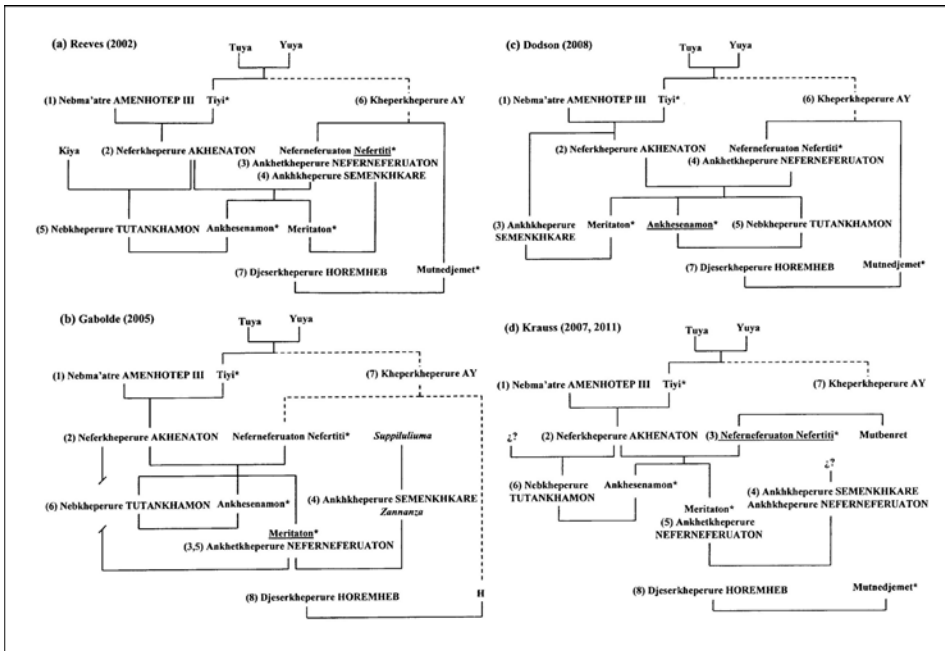 (a) Reeves (2002)
Tuya Yuya
(1) Nebma'atre AMENHOTEP III Tiyi*
(6) Kheperkheperure AY
Kiya (2) Neferkheperure AKHENATON Neferneferuaton Nefertiti*
(3) Ankhetkheperure NEFERNEFERUATON
(4) Ankhkheperure SEMENKHKARE
(5) Nebkheperure TUTANKHAMON Ankhesenamon* Meritaton*
(7) Djeserkheperure HOREMHEB Mutnedjemet*
(b) Gabolde (2005)
Tuya Yuya
(1) Nebma'atre AMENHOTEP III Tiyi*
(7) Kheperkheperure AY
(2) Neferkheperure AKHENATON Neferneferuaton Nefertiti* Suppiluliuma
(6) Nebkheperure TUTANKHAMON Ankhesenamon* (4) Ankhkheperure SEMENKHKARE
Zannanza
Meritaton*
(3,5) Ankhetkheperure NEFERNEFERUATON
(8) Djeserkheperure HOREMHEB H
(c) Dodson (2008)
Tuya Yuya
(1) Nebma'atre AMENHOTEP III Tiyi*
(6) Kheperkheperure AY
(2) Neferkheperure AKHENATON Neferneferuaton Nefertiti*
(4) Ankhetkheperure NEFERNEFERUATON
(3) Ankhkheperure
SEMENKHKARE
Meritaton* Ankhesenamon* (5) Nebkheperure TUTANKHAMON
(7) Djeserkheperure HOREMHEB Mutnedjemet*
(d) Krauss (2007, 2011)
Tuya Yuya
(1) Nebma'atre AMENHOTEP III Tiyi*
(7) Kheperkheperure AY
¿? (2) Neferkheperure AKHENATON (3) Neferneferuaton Nefertiti* Mutbenret
(6) Nebkheperure
TUTANKHAMON
Ankhesenamon*
¿?
(4) Ankhkheperure SEMENKHKARE
Ankhkheperure NEFERNEFERUATON
Meritaton*
(5) Ankhetkheperure
NEFERNEFERUATON
(8) Djeserkheperure HOREMHEB Mutnedjemet*